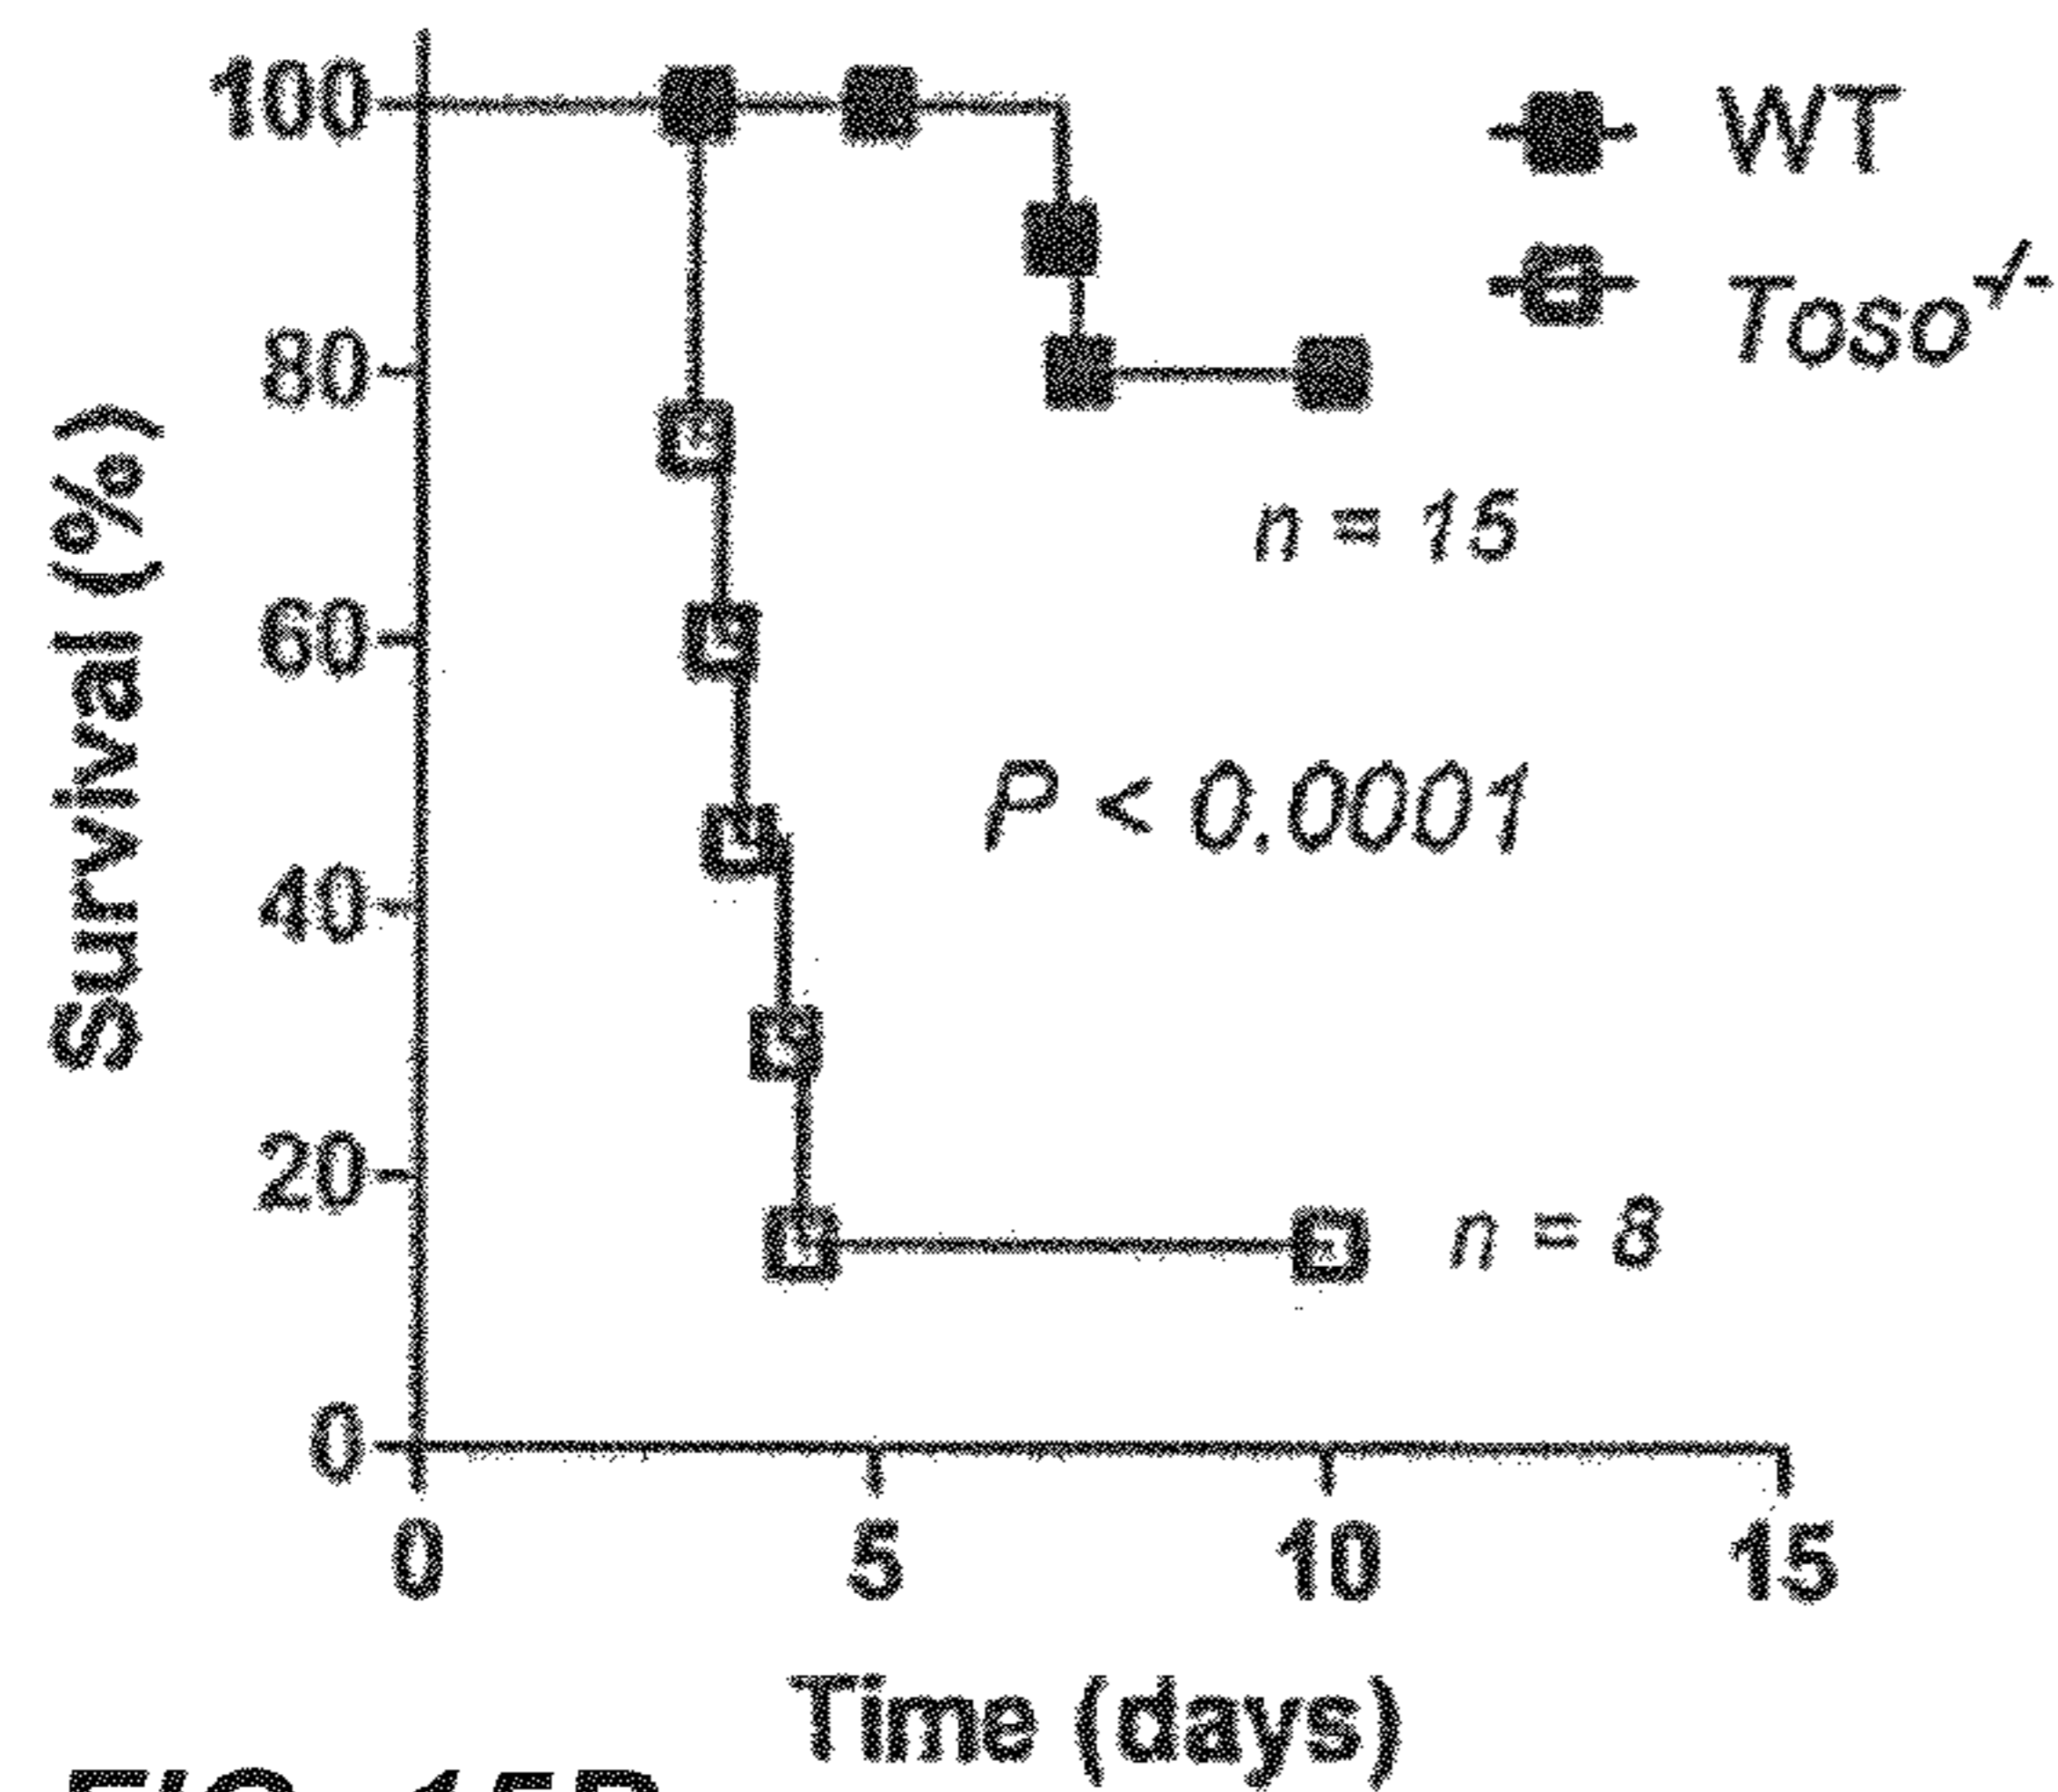 100
80
60
40
20
0
Survival (%)
WT
Toso-/-
n = 15
P < 0.0001
n = 8
0
5
10
15
Time (days)